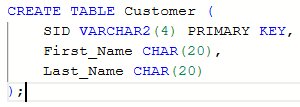 CREATE TABLE Customer (
SID VARCHAR2(4) PRIMARY KEY,
First_Name CHAR(20),
Last_Name CHAR(20)
);